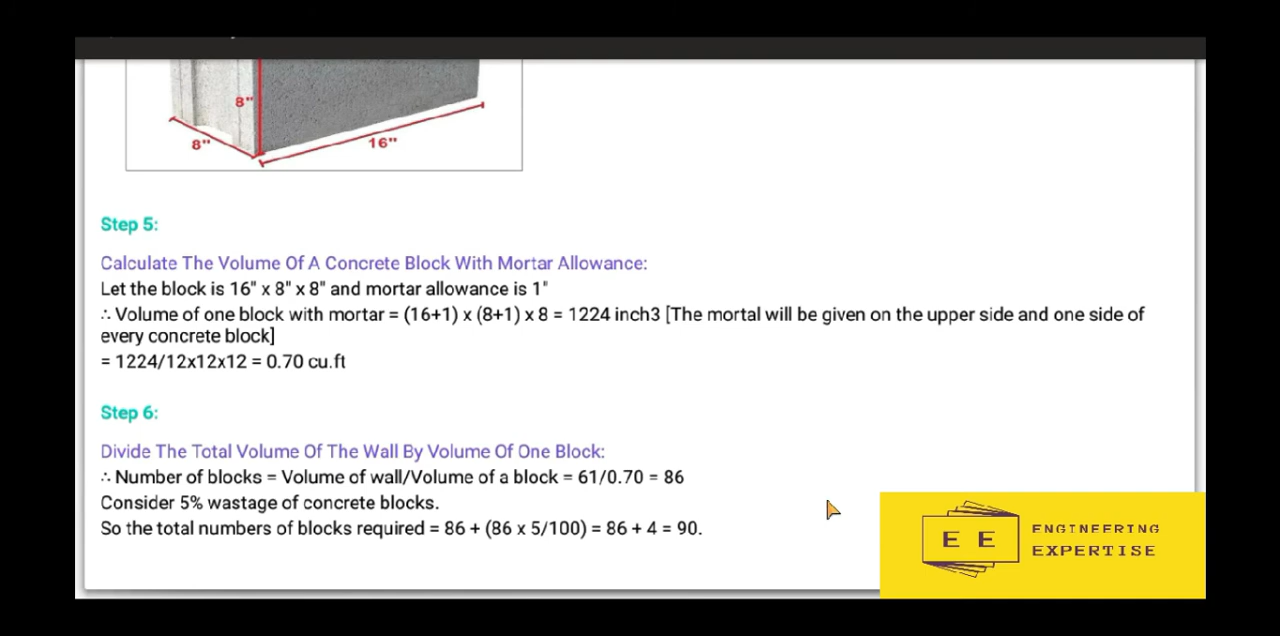 8"
8"
16"
Step 5:
Calculate The Volume Of A Concrete Block With Mortar Allowance:
Let the block is 16" x 8" x 8" and mortar allowance is 1"
∴ Volume of one block with mortar = (16+1) x (8+1) x 8 = 1224 inch3 [The mortal will be given on the upper side and one side of
every concrete block]
= 1224/12x12x12 = 0.70 cu.ft
Step 6:
Divide The Total Volume Of The Wall By Volume Of One Block:
∴ Number of blocks = Volume of wall/Volume of a block = 61/0.70 = 86
Consider 5% wastage of concrete blocks.
So the total numbers of blocks required = 86 + (86 x 5/100) = 86 + 4 = 90.
E E
ENGINEERING
EXPERTISE